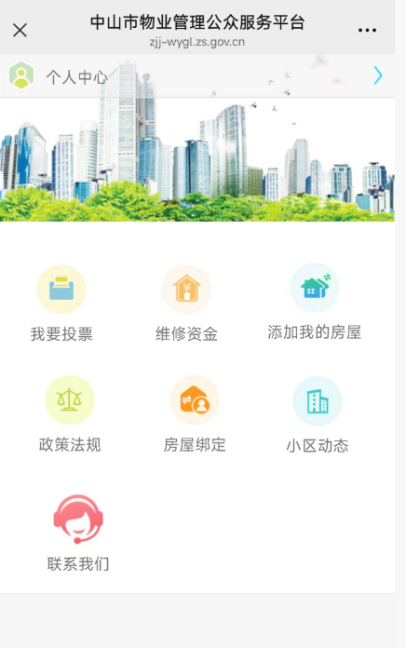 中山市物业管理公众服务平台
zjj-wygl.zs.gov.cn
个人中心
我要投票
维修资金
添加我的房屋
政策法规
房屋绑定
小区动态
联系我们